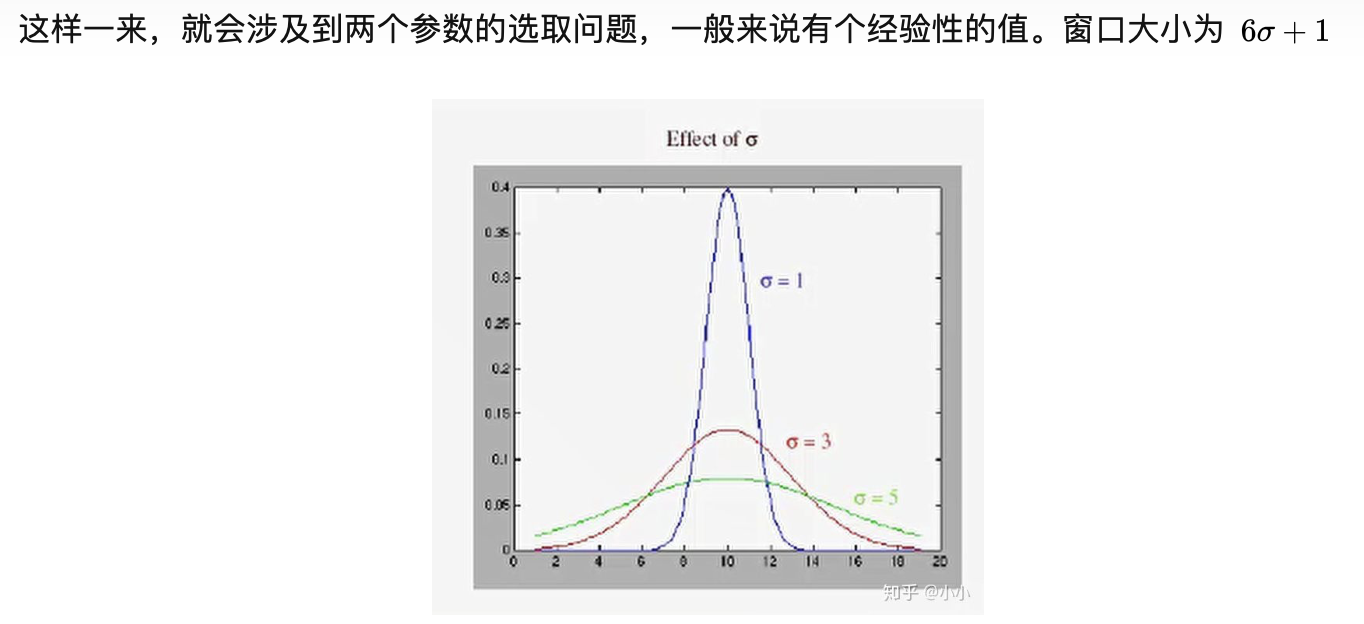 这样一来，就会涉及到两个参数的选取问题，一般来说有个经验性的值。窗口大小为 6σ + 1
Effect of σ
0.4
0.35
0.3
0.25
0.2
0.15
0.1
0.05
0
σ = 1
σ = 3
σ = 5
0 2 4 6 8 10 12 14 16 18 20
知乎 @小小